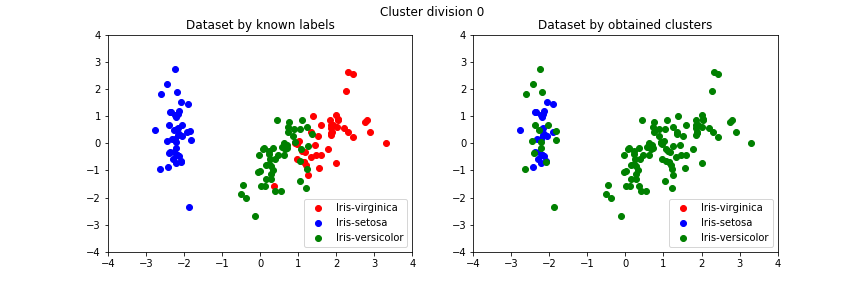 Cluster division 0
Dataset by known labels
4
3
2
1
0
−1
−2
−3
−4
−4 −3 −2 −1 0 1 2 3 4
Iris-virginica
Iris-setosa
Iris-versicolor
Dataset by obtained clusters
4
3
2
1
0
−1
−2
−3
−4
−4 −3 −2 −1 0 1 2 3 4
Iris-virginica
Iris-setosa
Iris-versicolor